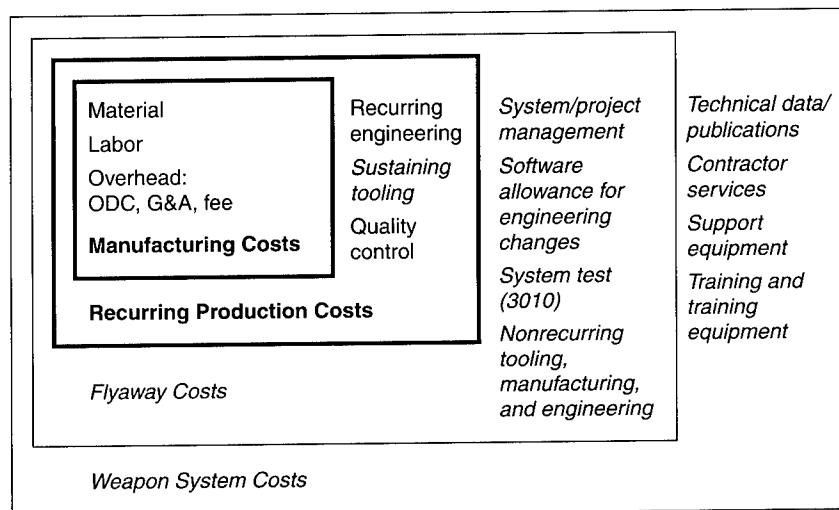 Material
Labor
Overhead:
ODC, G&A, fee
Manufacturing Costs
Recurring
engineering
Sustaining
tooling
Quality
control
Recurring Production Costs
System/project
management
Software
allowance for
engineering
changes
System test
(3010)
Nonrecurring
tooling,
manufacturing,
and engineering
Flyaway Costs
Technical data/
publications
Contractor
services
Support
equipment
Training and
training
equipment
Weapon System Costs